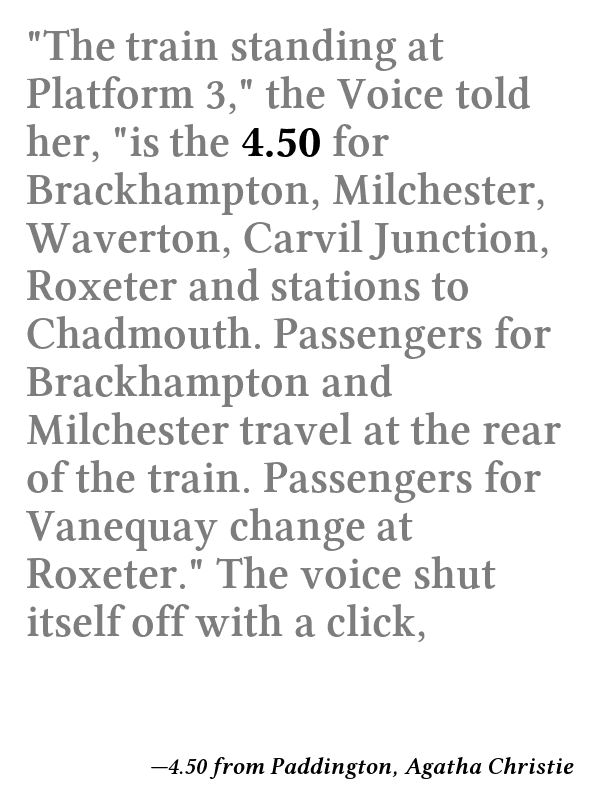 "The train standing at
Platform 3," the Voice told
her, "is the 4.50 for
Brackhampton, Milchester,
Waverton, Carvil Junction,
Roxeter and stations to
Chadmouth. Passengers for
Brackhampton and
Milchester travel at the rear
of the train. Passengers for
Vanequay change at
Roxeter." The voice shut
itself off with a click,
—4.50 from Paddington, Agatha Christie